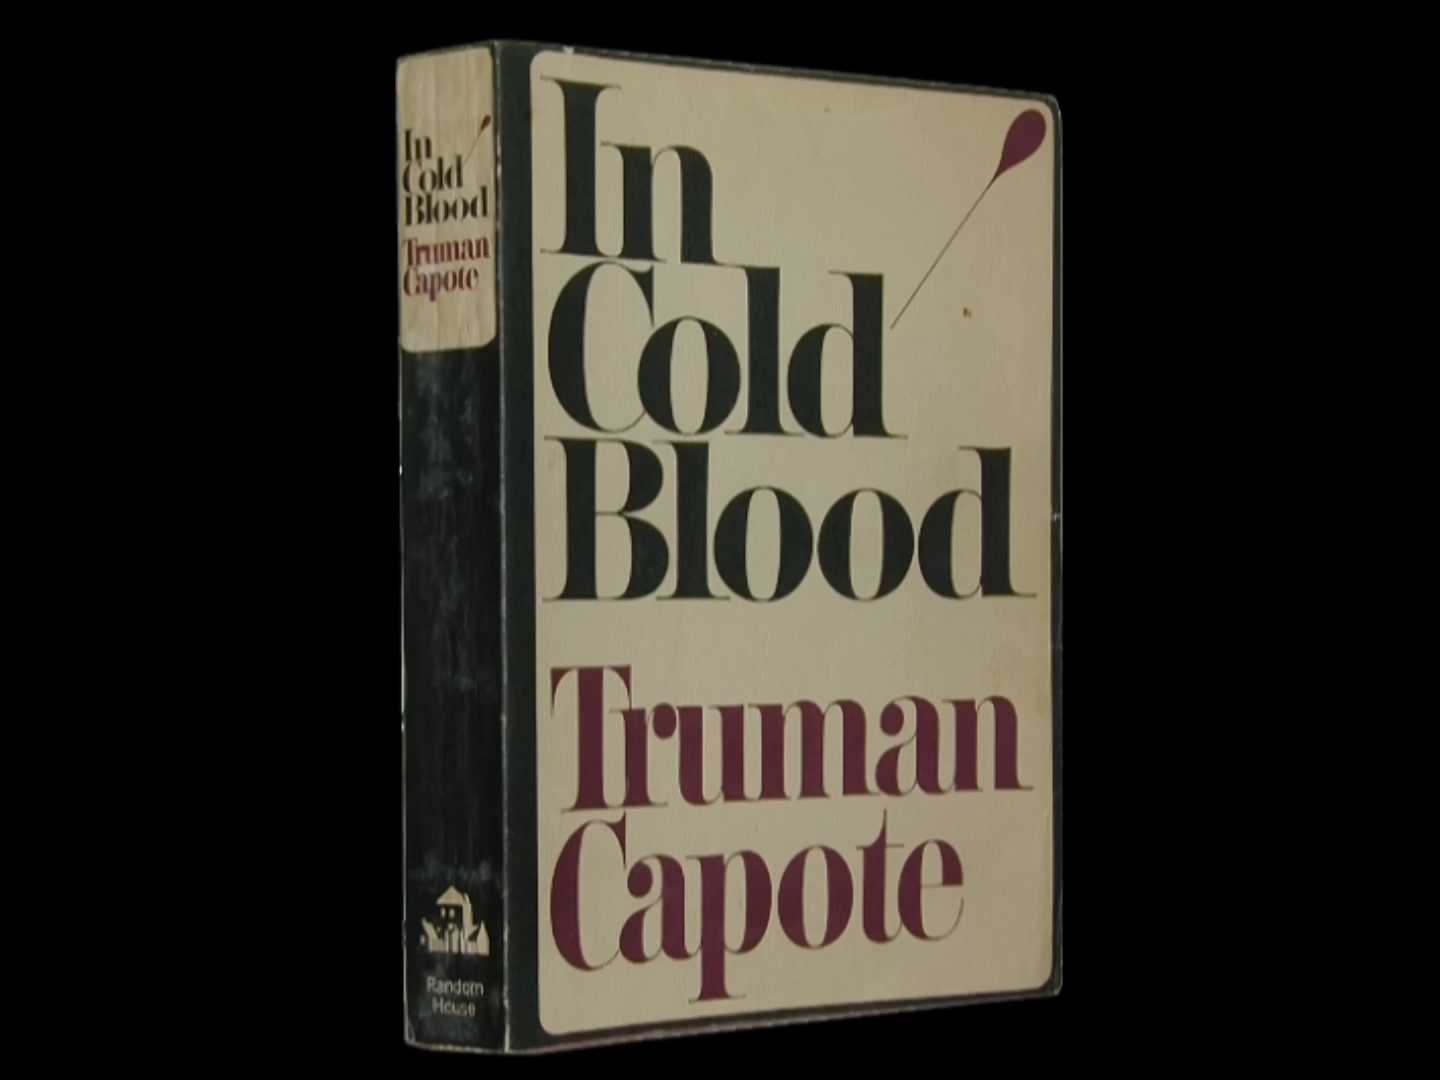 In
Cold
Blood
Truman
Capote
Random
House
In
Cold
Blood
Truman
Capote